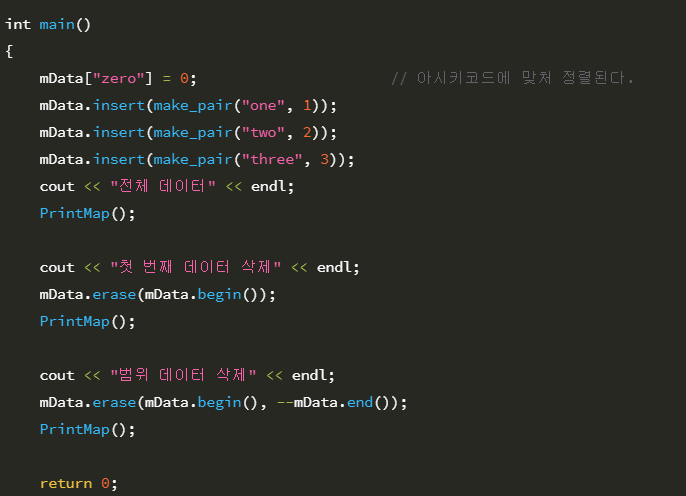 int main()
{
    mData["zero"] = 0;                      // 아시키코드에 맞처 정렬된다.
    mData.insert(make_pair("one", 1));
    mData.insert(make_pair("two", 2));
    mData.insert(make_pair("three", 3));
    cout << "전체 데이터" << endl;
    PrintMap();

    cout << "첫 번째 데이터 삭제" << endl;
    mData.erase(mData.begin());
    PrintMap();

    cout << "범위 데이터 삭제" << endl;
    mData.erase(mData.begin(), --mData.end());
    PrintMap();

    return 0;